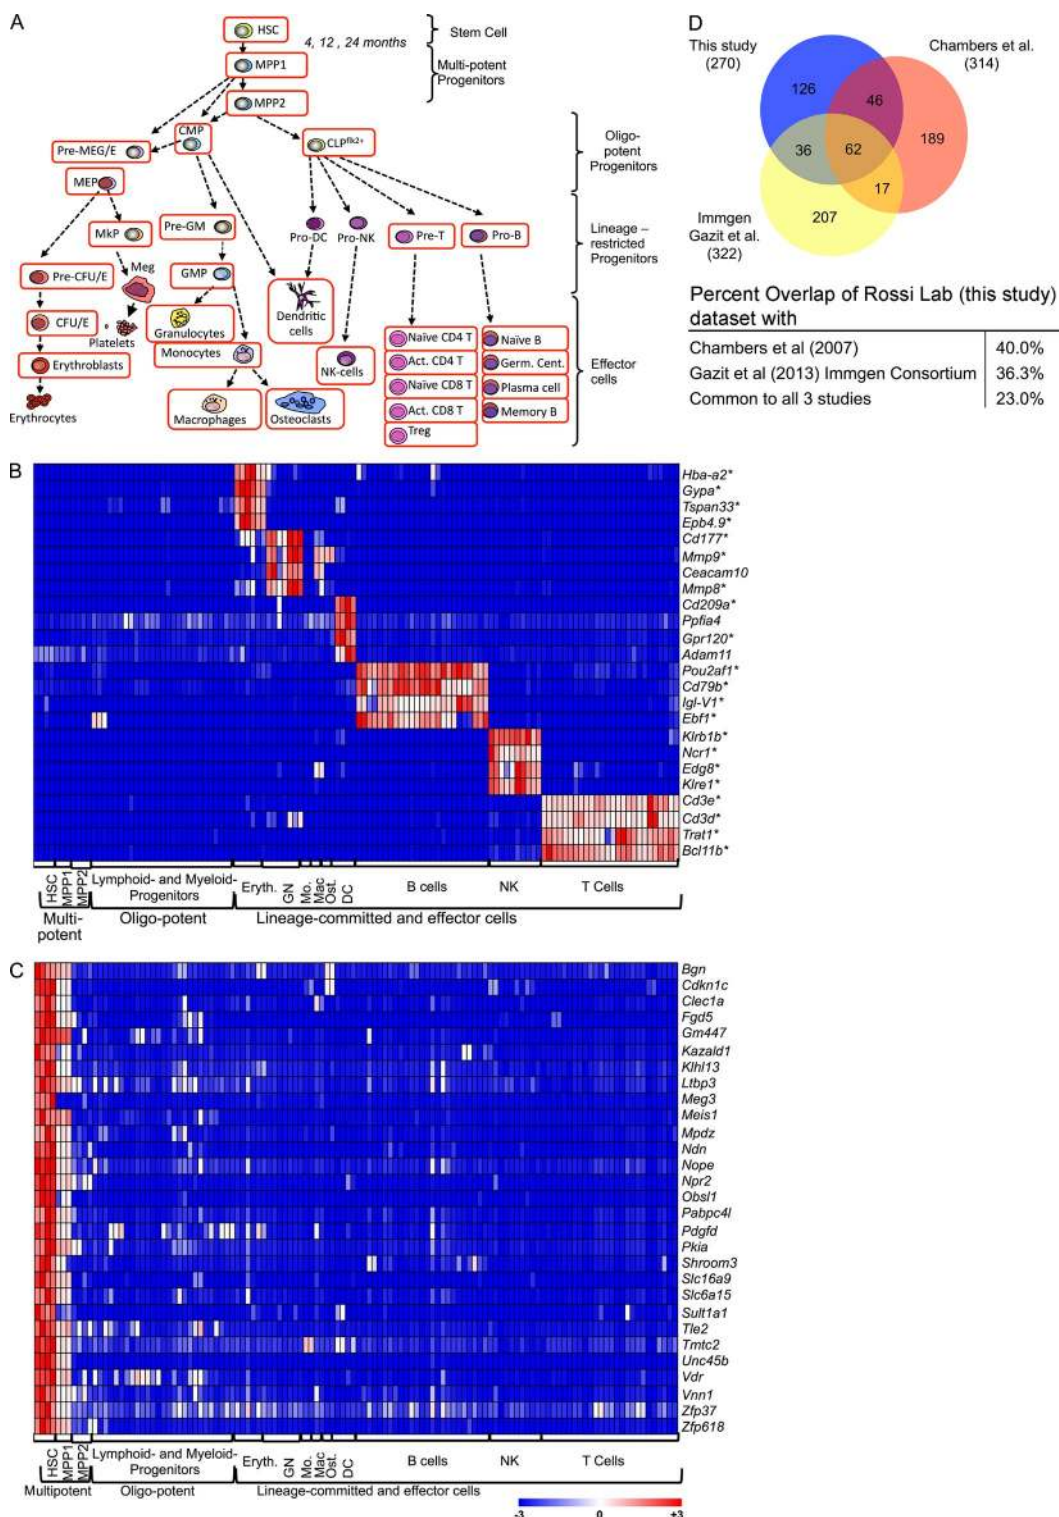 A
HSC
4, 12 , 24 months
Stem Cell
MPP1
Multi-potent
Progenitors
MPP2
CMP
Pre-MEG/E
CLPflk2+
Oligo-
potent
Progenitors
MEP
MkP
Pre-GM
Pro-DC
Pro-NK
Pre-T
Pro-B
Lineage –
restricted
Progenitors
Pre-CFU/E
Meg
GMP
CFU/E
Platelets
Granulocytes
Dendritic
cells
Monocytes
Erythroblasts
NK-cells
Naïve CD4 T
Act. CD4 T
Naïve CD8 T
Act. CD8 T
Treg
Naïve B
Germ. Cent.
Plasma cell
Memory B
Effector
cells
Erythrocytes
Macrophages
Osteoclasts
D
This study
(270)
Chambers et al.
(314)
126
46
189
36
62
17
207
Immgen
Gazit et al.
(322)
Percent Overlap of Rossi Lab (this study)
dataset with
Chambers et al (2007) 40.0%
Gazit et al (2013) Immgen Consortium 36.3%
Common to all 3 studies 23.0%
B
Hba-a2*
Gypa*
Tspan33*
Epb4.9*
Cd177*
Mmp9*
Ceacam10
Mmp8*
Cd209a*
Ppfia4
Gpr120*
Adam11
Pou2af1*
Cd79b*
Igl-V1*
Ebf1*
Klrb1b*
Ncr1*
Edg8*
Klre1*
Cd3e*
Cd3d*
Trat1*
Bcl11b*
HSC
MPP1
MPP2
Lymphoid- and Myeloid-
Progenitors
Eryth.
GN
Mo.
Mac
Ost.
DC
B cells
NK
T Cells
Multi-
potent
Oligo-potent
Lineage-committed and effector cells
C
Bgn
Cdkn1c
Clec1a
Fgd5
Gm447
Kazald1
Klhl13
Ltbp3
Meg3
Meis1
Mpdz
Ndn
Nope
Npr2
Obsl1
Pabpc4l
Pdgfd
Pkia
Shroom3
Slc16a9
Slc6a15
Sult1a1
Tle2
Tmtc2
Unc45b
Vdr
Vnn1
Zfp37
Zfp618
HSC
MPP1
MPP2
Lymphoid- and Myeloid-
Progenitors
Eryth.
GN
Mo.
Mac
Ost.
DC
B cells
NK
T Cells
Multipotent
Oligo-potent
Lineage-committed and effector cells
-3
0
+3